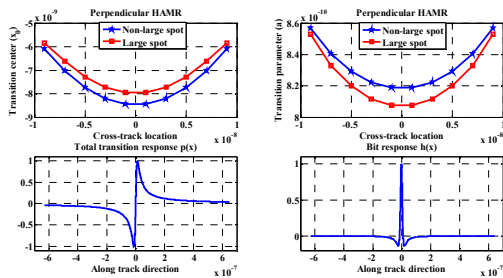 Perpendicular HAMR
x 10^-9
Transition center (x0)
-5
-6
-7
-8
-9
Non-large spot
Large spot
-1 -0.5 0 0.5 1
Cross-track location
x 10^-8
Perpendicular HAMR
x 10^-10
Transition parameter (a)
8.6
8.4
8.2
8
Non-large spot
Large spot
-1 -0.5 0 0.5 1
Cross-track location
x 10^-8
Total transition response p(x)
1
0.5
0
-0.5
-1
-6 -4 -2 0 2 4 6
Along track direction
x 10^-7
Bit response h(x)
1
0.5
0
-6 -4 -2 0 2 4 6
Along track direction
x 10^-7